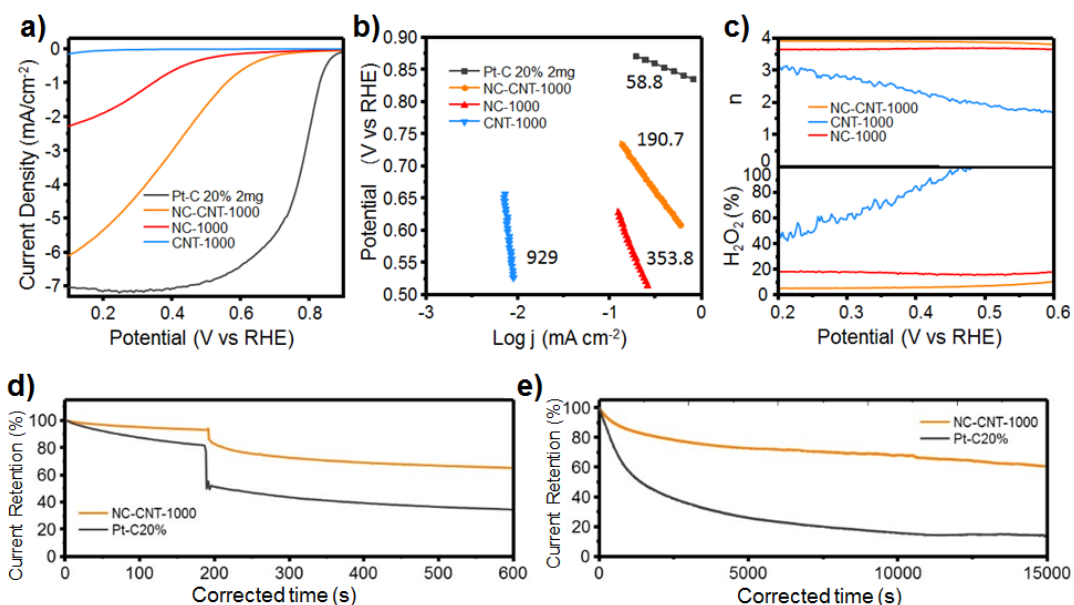 a)
0
-1
-2
-3
-4
-5
-6
-7
Current Density (mA/cm-2)
Pt-C 20% 2mg
NC-CNT-1000
NC-1000
CNT-1000
0.2 0.4 0.6 0.8
Potential (V vs RHE)
b)
0.90
0.85
0.80
0.75
0.70
0.65
0.60
0.55
0.50
Potential (V vs RHE)
Pt-C 20% 2mg
NC-CNT-1000
NC-1000
CNT-1000
58.8
190.7
929
353.8
-3 -2 -1 0
Log j (mA cm⁻²)
c)
4
3
2
1
0
n
NC-CNT-1000
CNT-1000
NC-1000
100
80
60
40
20
0
H₂O₂ (%)
0.2 0.3 0.4 0.5 0.6
Potential (V vs RHE)
d)
100
80
60
40
20
0
Current Retention (%)
NC-CNT-1000
Pt-C20%
0 100 200 300 400 500 600
Corrected time (s)
e)
100
80
60
40
20
0
Current Retention (%)
NC-CNT-1000
Pt-C20%
0 5000 10000 15000
Corrected time (s)